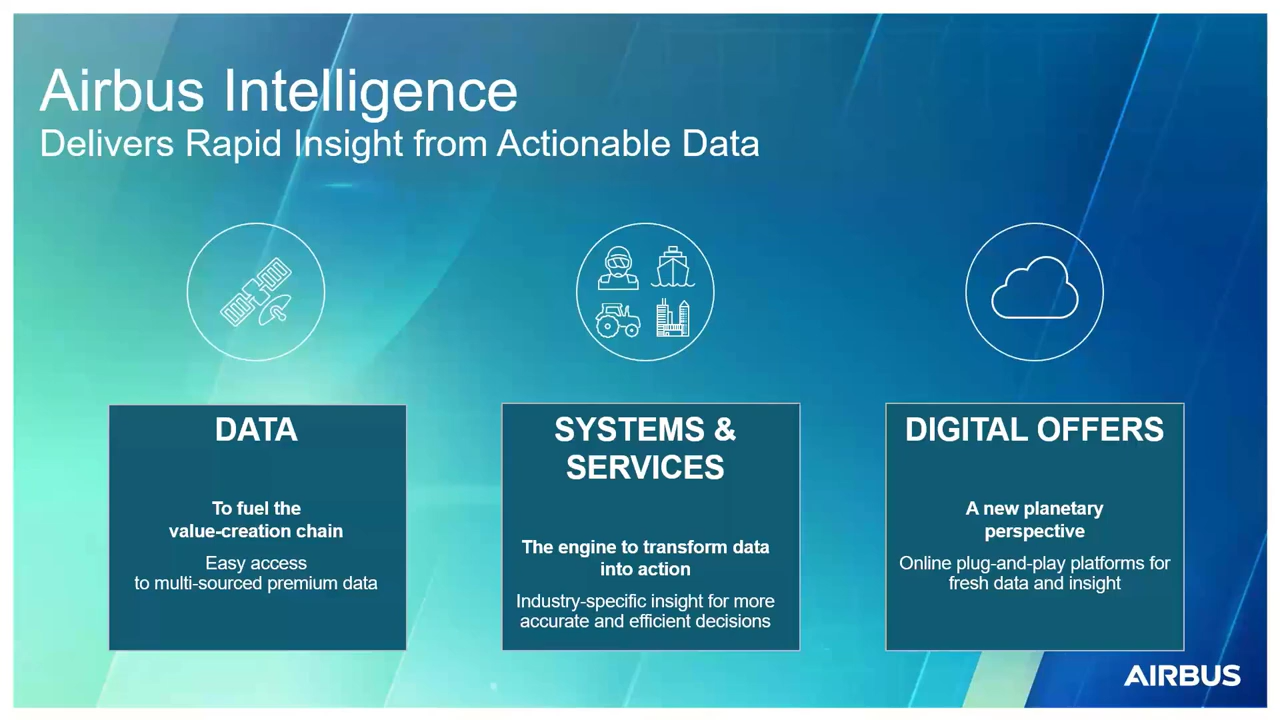 Airbus Intelligence
Delivers Rapid Insight from Actionable Data
DATA
To fuel the
value-creation chain
Easy access
to multi-sourced premium data
SYSTEMS &
SERVICES
The engine to transform data
into action
Industry-specific insight for more
accurate and efficient decisions
DIGITAL OFFERS
A new planetary
perspective
Online plug-and-play platforms for
fresh data and insight
AIRBUS